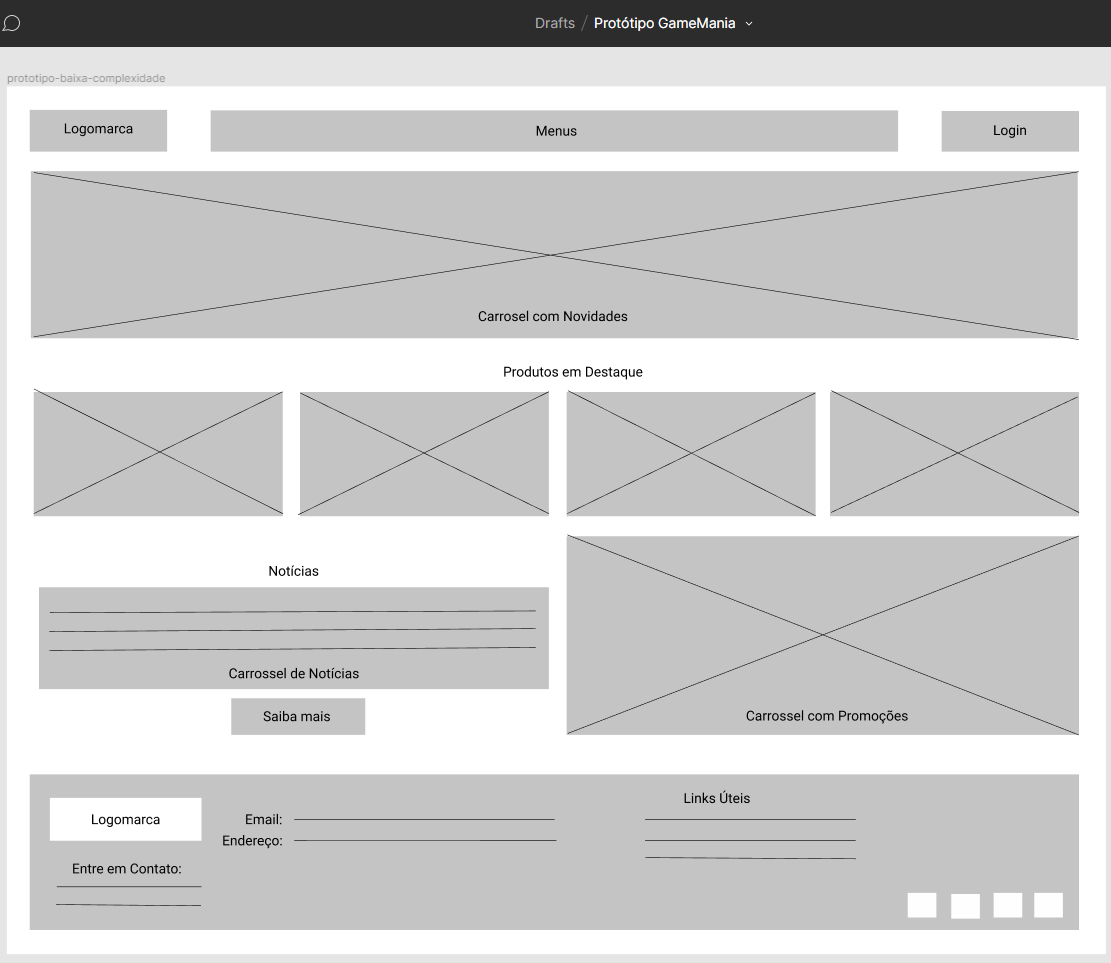 Drafts / Protótipo GameMania
prototipo-baixa-complexidade
Logomarca
Menus
Login
Carrosel com Novidades
Produtos em Destaque
Notícias
Carrossel de Notícias
Saiba mais
Carrossel com Promoções
Logomarca
Entre em Contato:
Email:
Endereço:
Links Úteis